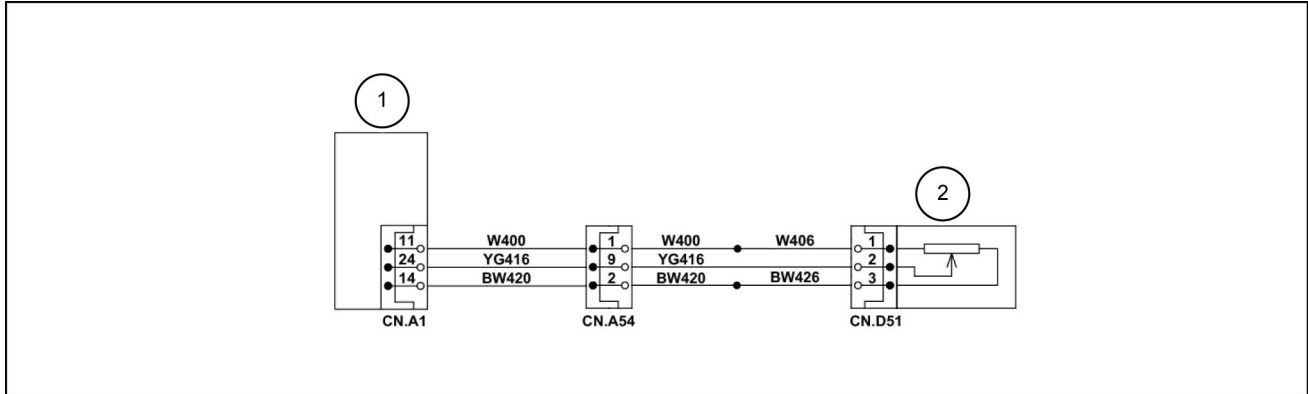 1
2
11 W400 1 W400 W406 1
24 YG416 9 YG416 2
14 BW420 2 BW420 BW426 3
CN.A1 CN.A54 CN.D51